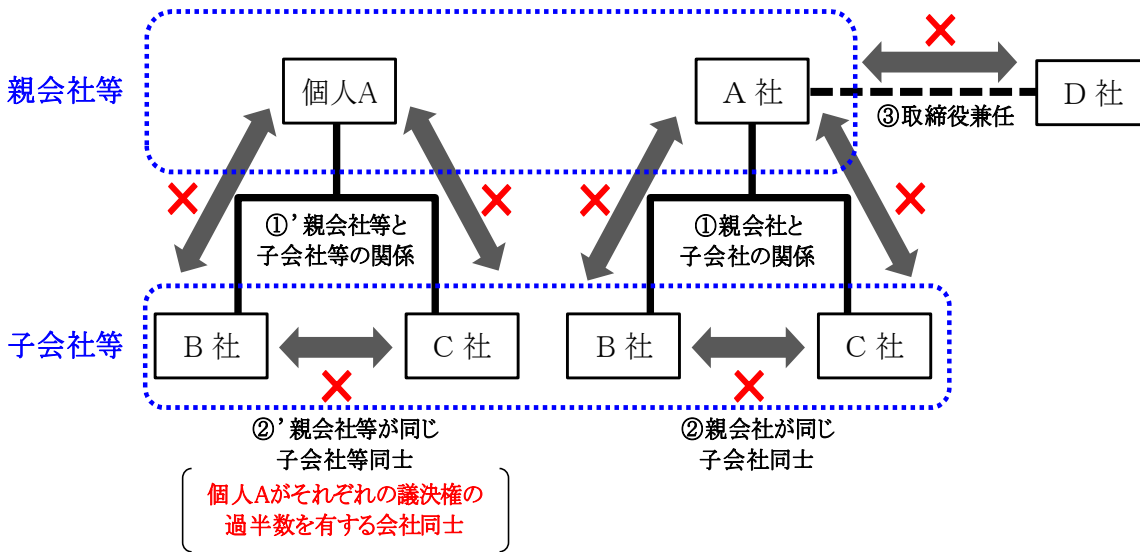 親会社等
個人A
A 社
D 社
③取締役兼任
①’親会社等と
子会社等の関係
①親会社と
子会社の関係
子会社等
B 社
C 社
B 社
C 社
②’親会社等が同じ
子会社等同士
②親会社が同じ
子会社同士
個人Aがそれぞれの議決権の
過半数を有する会社同士